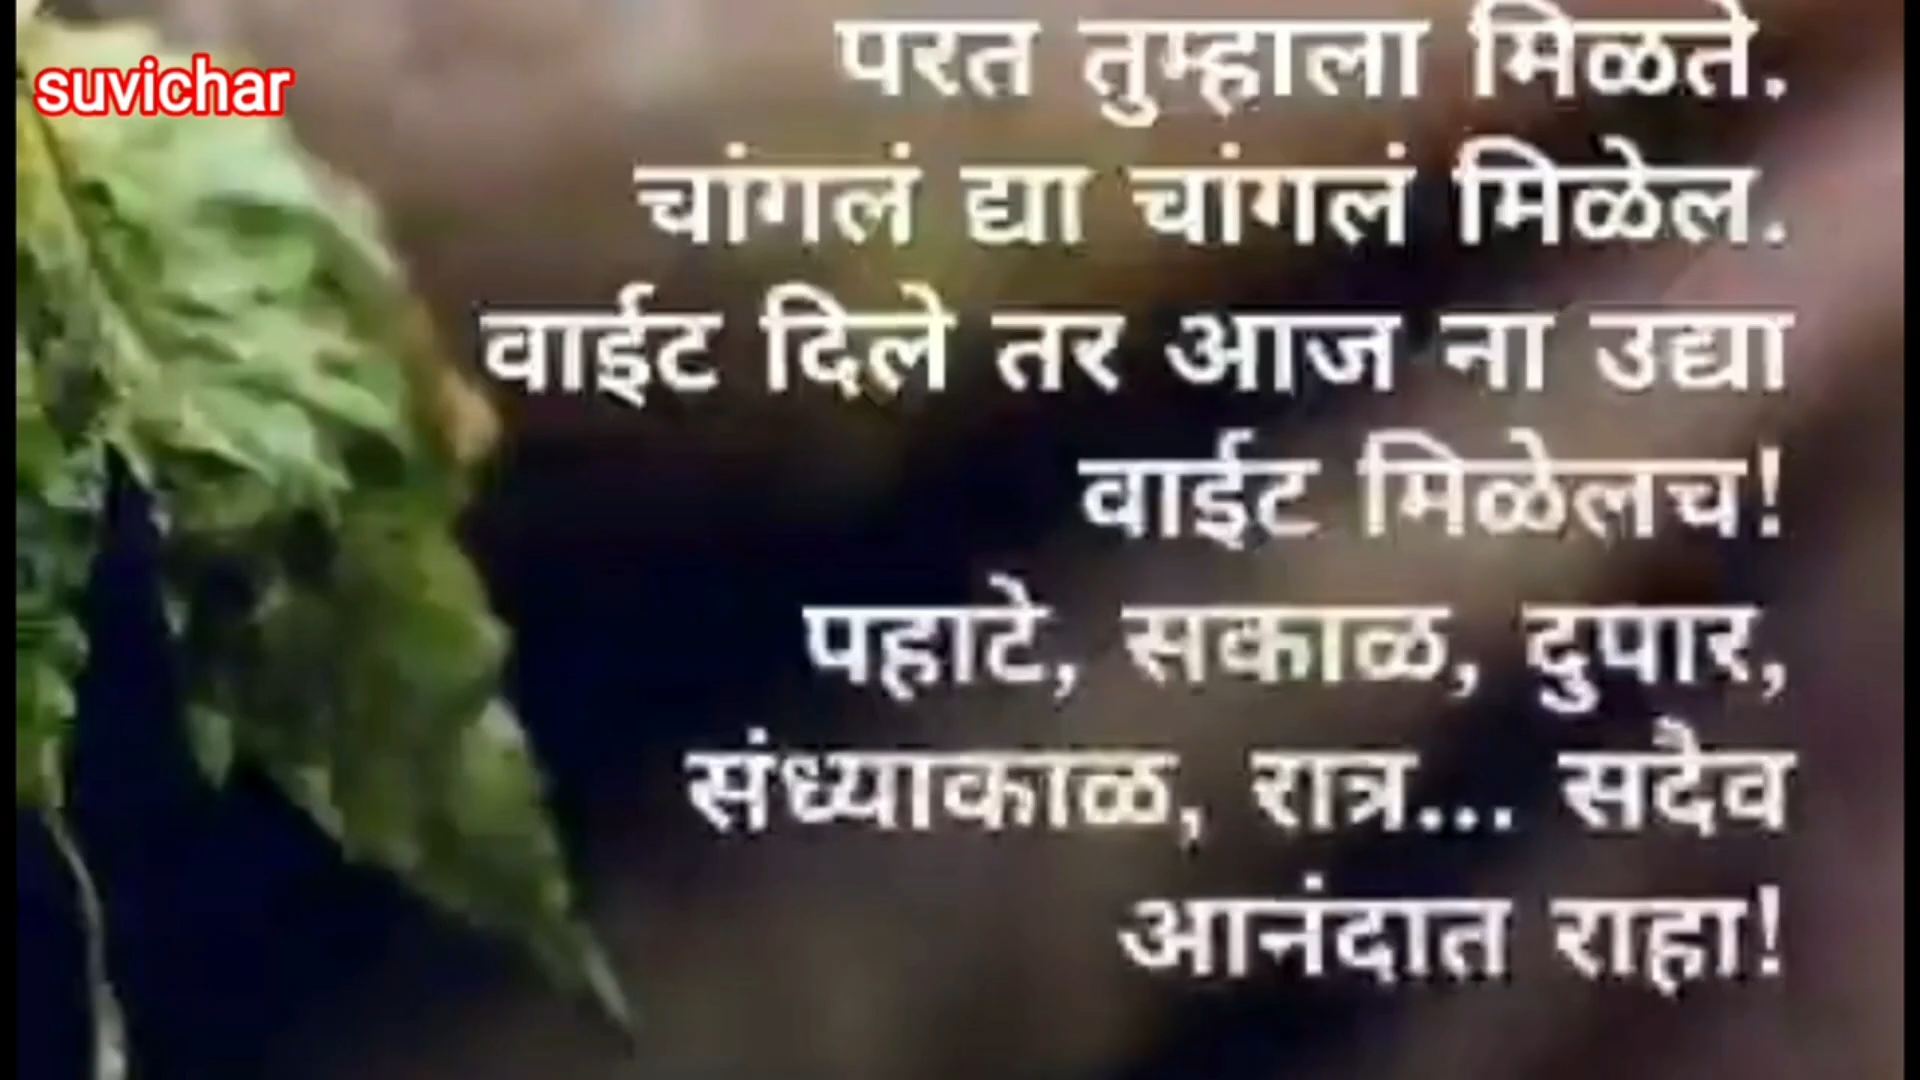 suvichar
परत तुम्हाला मिळते.
चांगलं द्या चांगलं मिळेल.
वाईट दिले तर आज ना उद्या
वाईट मिळेलच!
पहाटे, सकाळ, दुपार,
संध्याकाळ, रात्र... सदैव
आनंदात राहा!